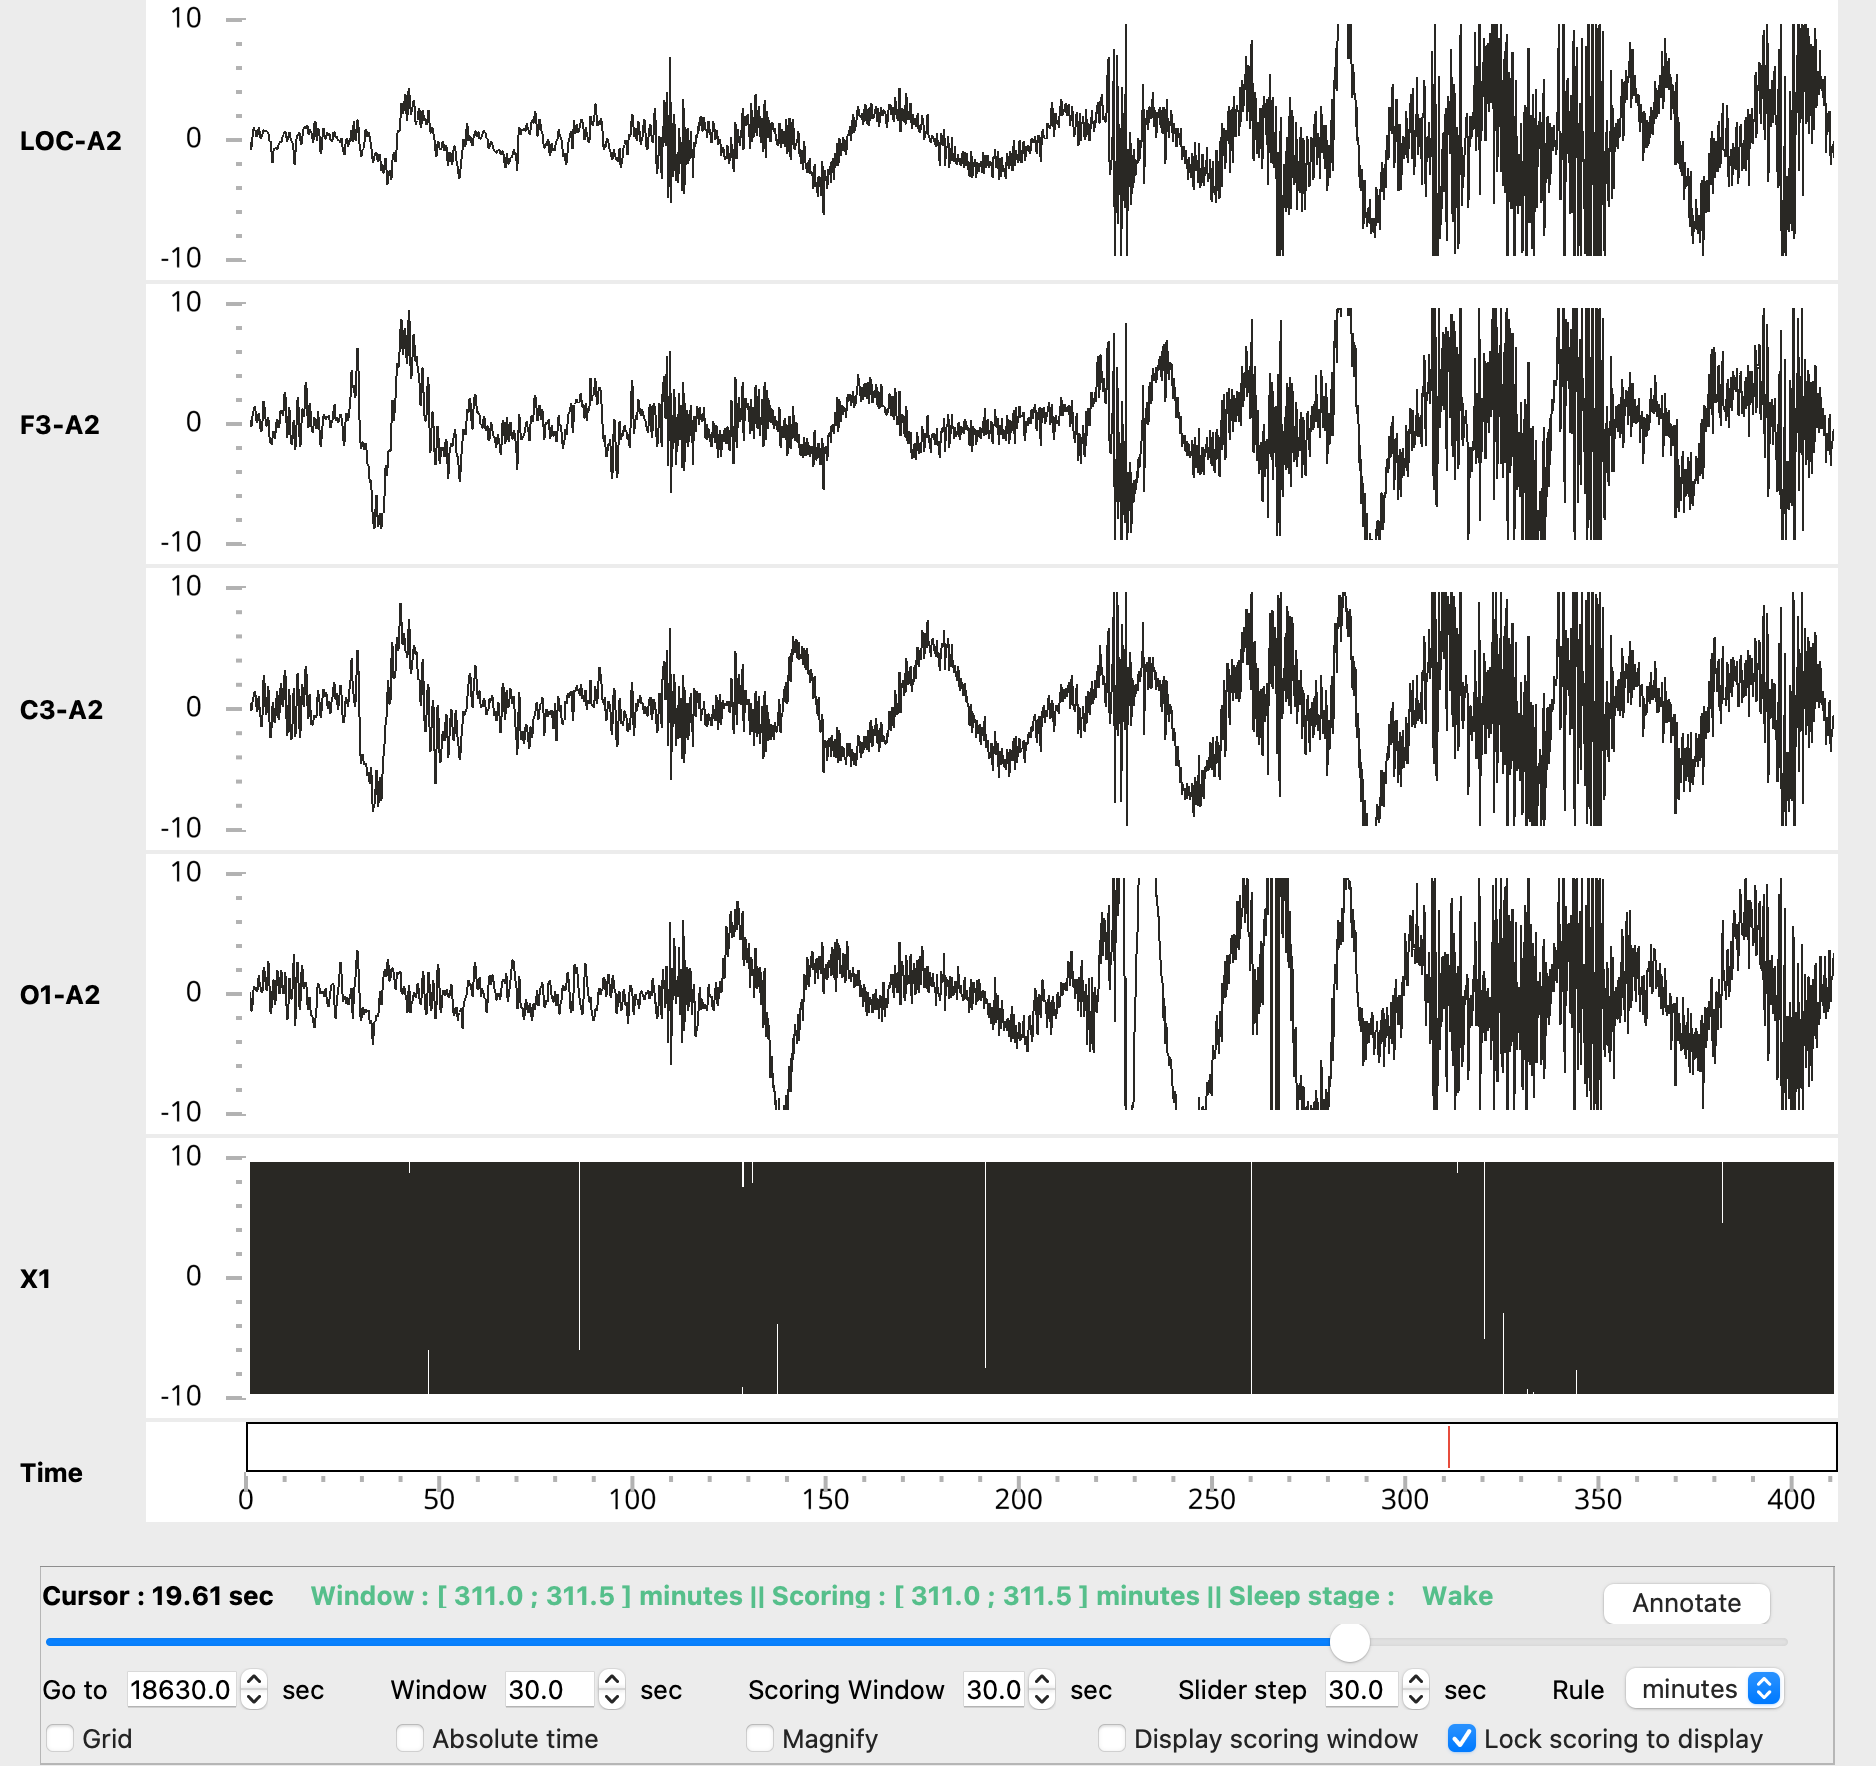 10
LOC-A2
0
-10
10
F3-A2
0
-10
10
C3-A2
0
-10
10
O1-A2
0
-10
10
X1
0
-10
Time
0 50 100 150 200 250 300 350 400
Cursor : 19.61 sec Window : [ 311.0 ; 311.5 ] minutes || Scoring : [ 311.0 ; 311.5 ] minutes || Sleep stage : Wake Annotate
Go to 18630.0 sec Window 30.0 sec Scoring Window 30.0 sec Slider step 30.0 sec Rule minutes
Grid Absolute time Magnify Display scoring window Lock scoring to display